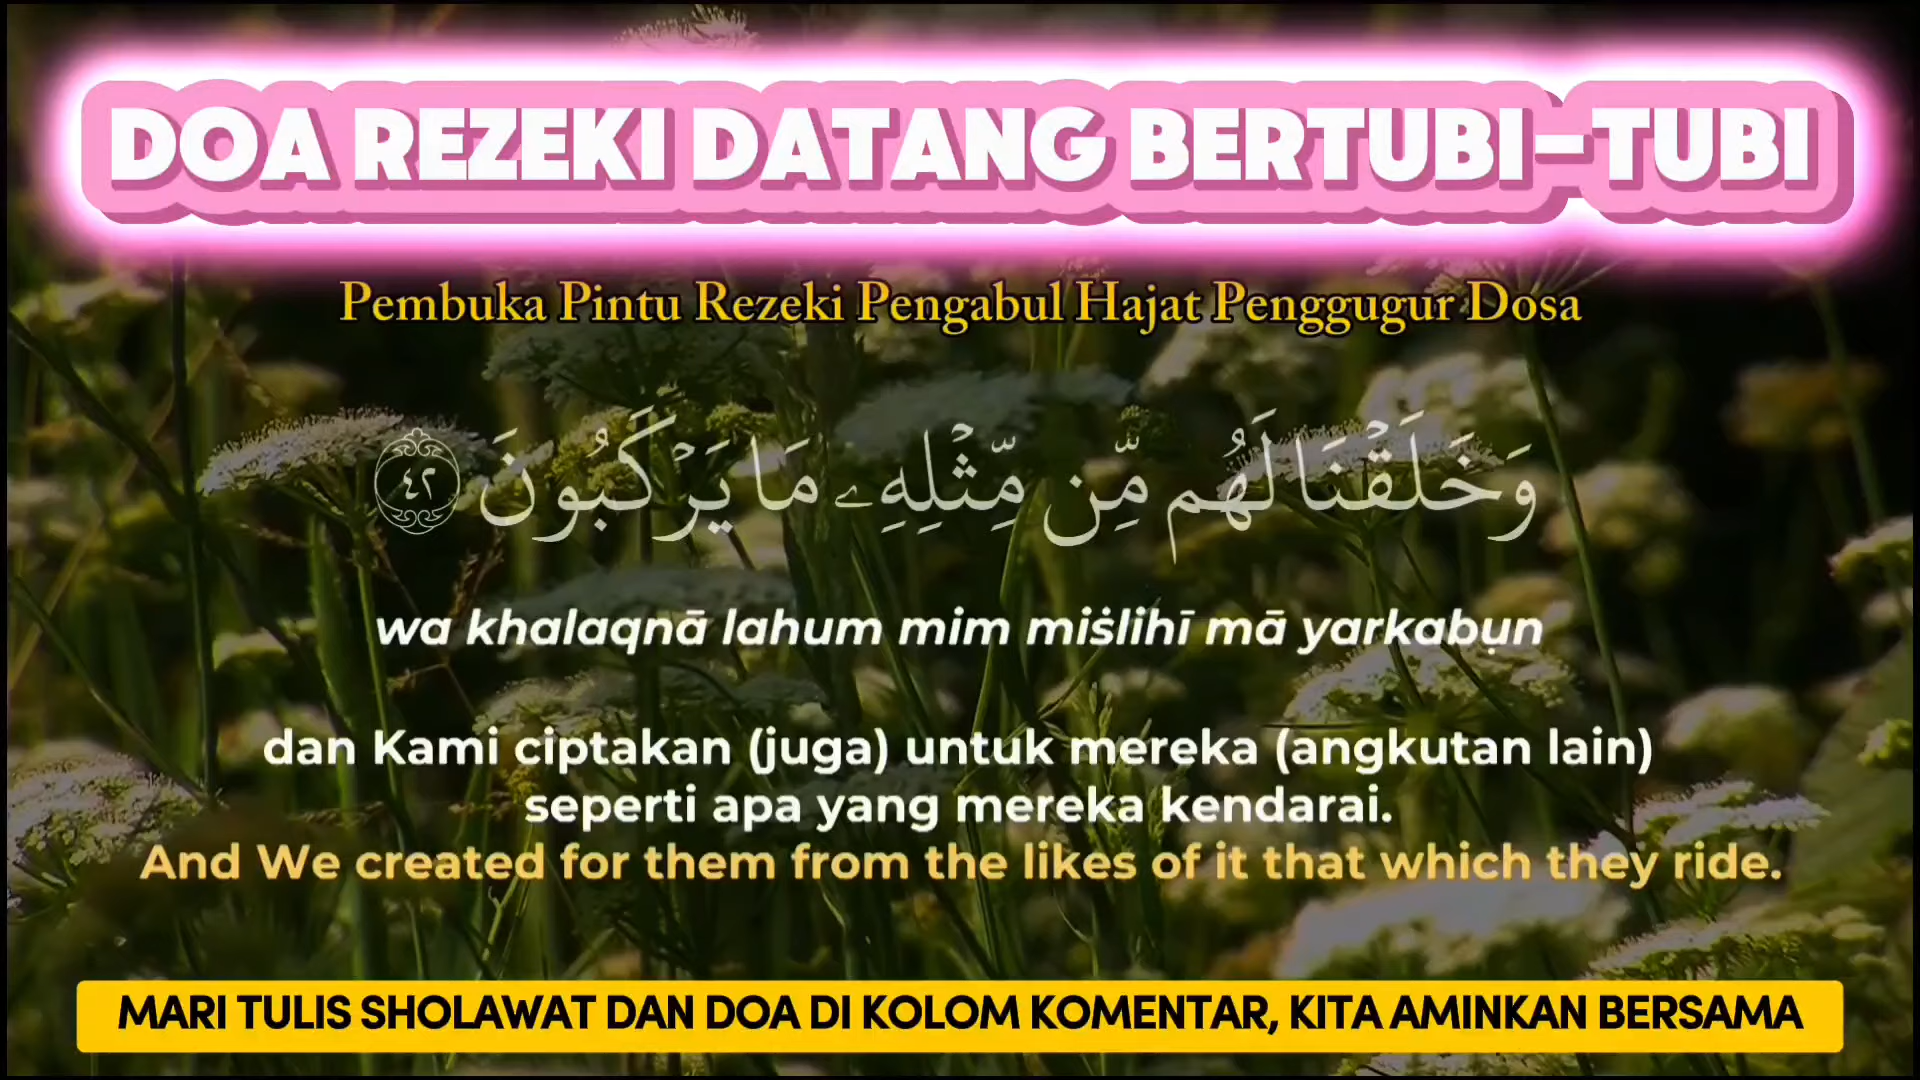 DOA REZEKI DATANG BERTUBI-TUBI
Pembuka Pintu Rezeki Pengabul Hajat Penggugur Dosa
وَخَلَقْنَا لَهُم مِّن مِّثْلِهِۦ مَا يَرْكَبُونَ ٤٢
wa khalaqnā lahum mim miṡlihī mā yarkabụn
dan Kami ciptakan (juga) untuk mereka (angkutan lain)
seperti apa yang mereka kendarai.
And We created for them from the likes of it that which they ride.
MARI TULIS SHOLAWAT DAN DOA DI KOLOM KOMENTAR, KITA AMINKAN BERSAMA